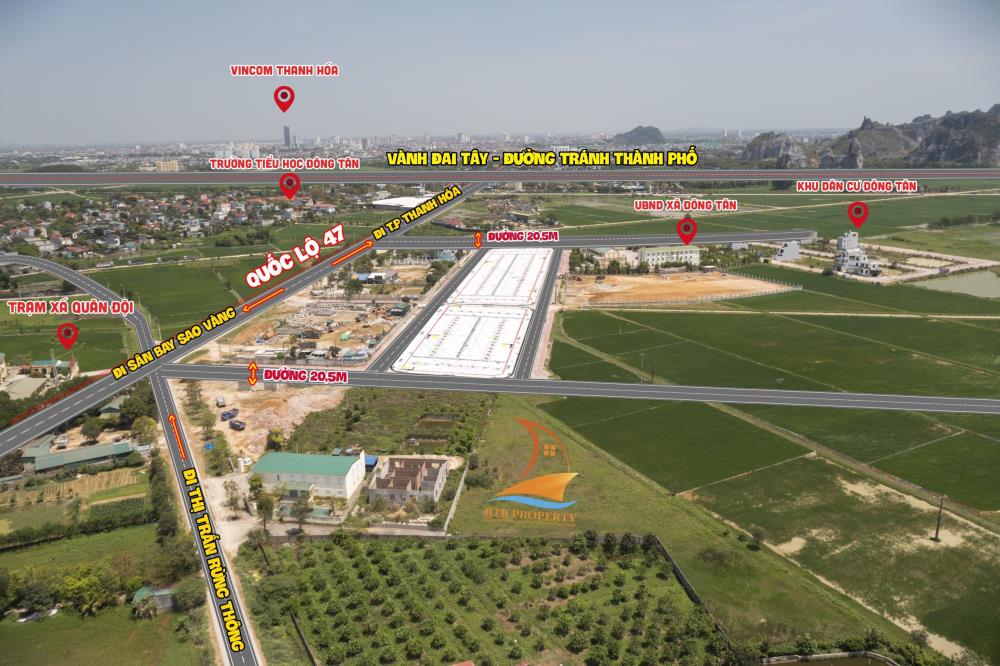 VINCOM THANH HÓA
TRƯỜNG TIỂU HỌC ĐÔNG TÂN
VÀNH ĐAI TÂY - ĐƯỜNG TRÁNH THÀNH PHỐ
KHU DÂN CƯ ĐÔNG TÂN
UBND XÃ ĐÔNG TÂN
ĐI T.P THANH HÓA
ĐƯỜNG 20,5M
QUỐC LỘ 47
TRẠM XÁ QUÂN ĐỘI
ĐI SÂN BAY SAO VÀNG
ĐƯỜNG 20,5M
ĐI THỊ TRẤN RỪNG THÔNG
BTB PROPERTY